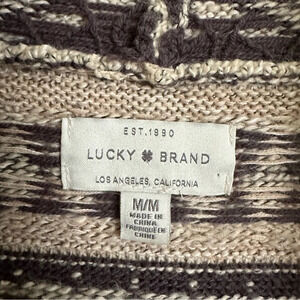 EST. 1990
LUCKY BRAND
LOS ANGELES, CALIFORNIA
M/M
MADE IN
CHINA
FABRIQUÉ EN
CHINE